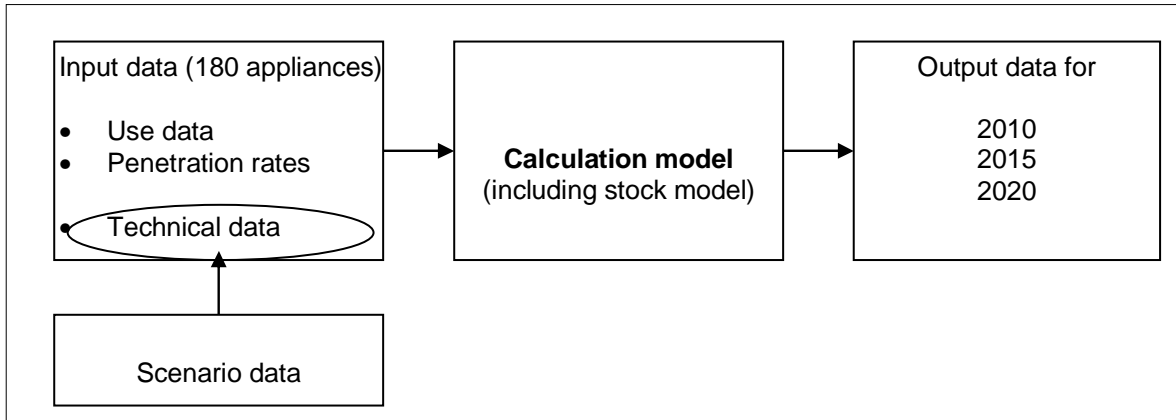 Input data (180 appliances)
• Use data
• Penetration rates
• Technical data
Calculation model
(including stock model)
Output data for
2010
2015
2020
Scenario data